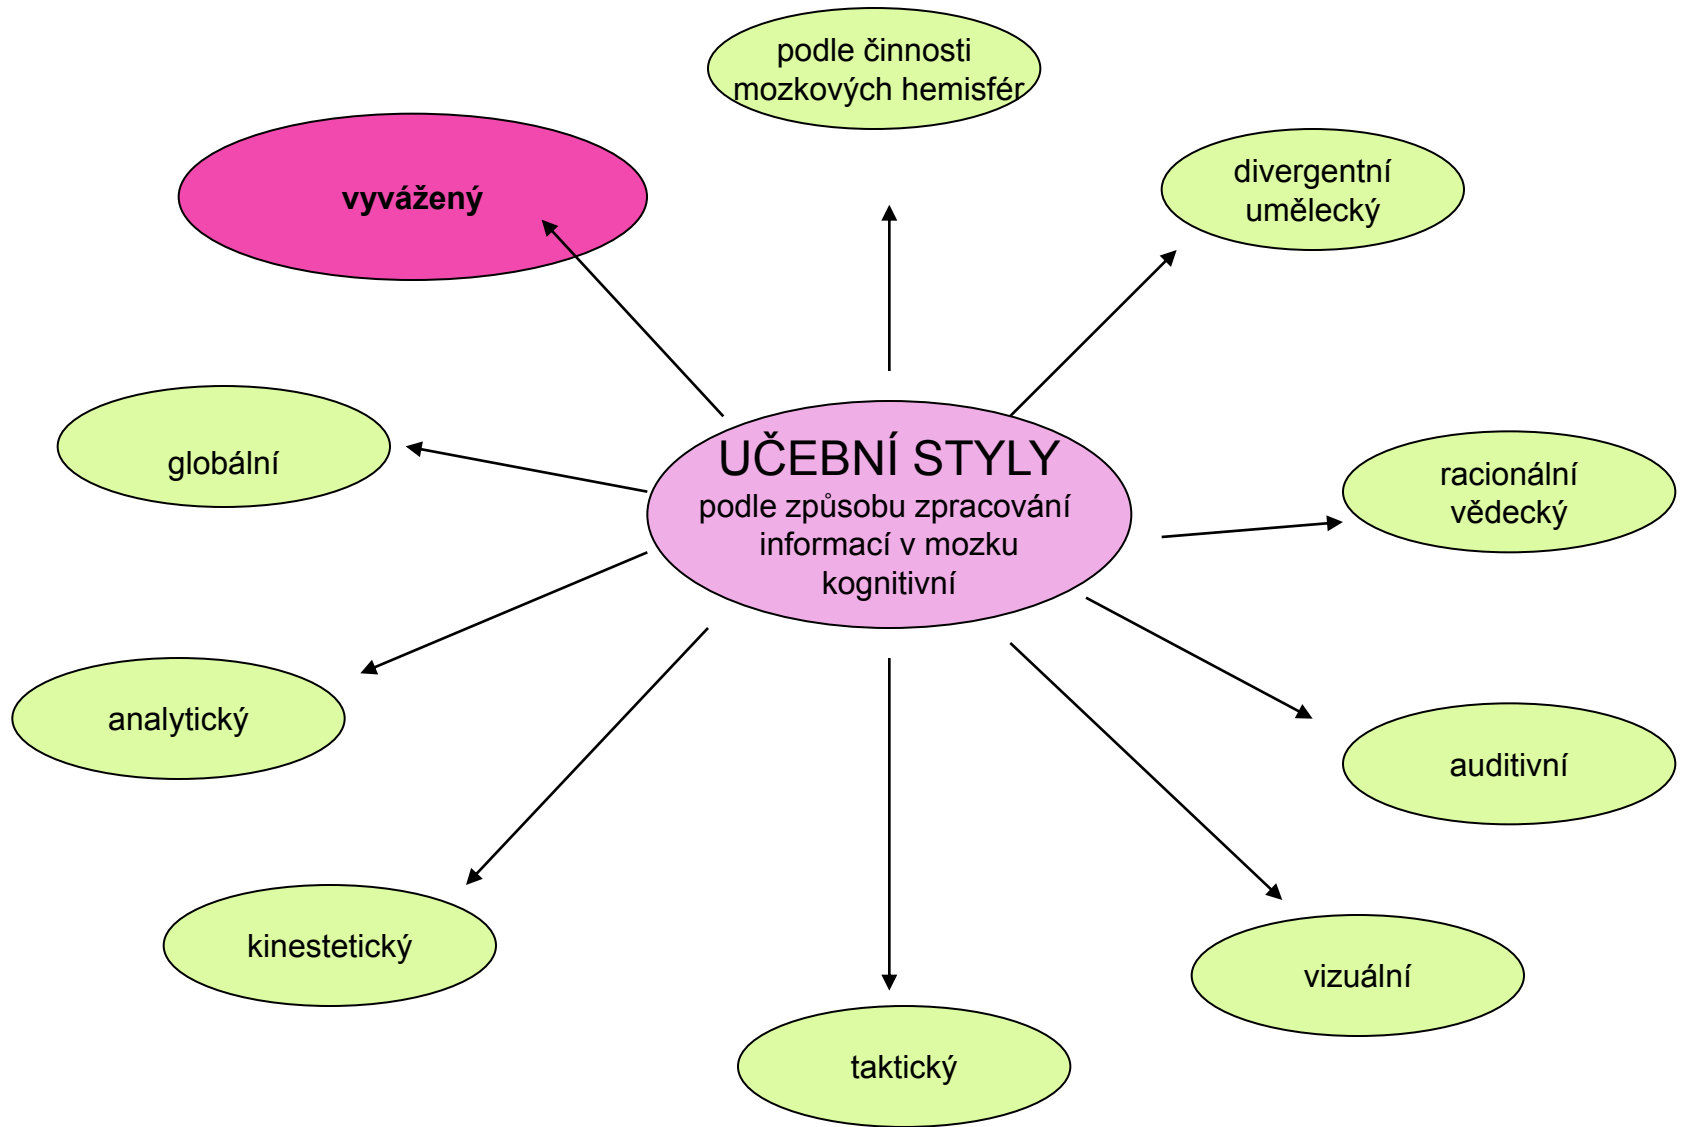 podle činnosti
mozkových hemisfér
divergentní
umělecký
vyvážený
UČEBNÍ STYLY
podle způsobu zpracování
informací v mozku
kognitivní
globální
racionální
vědecký
analytický
auditivní
kinestetický
vizuální
taktický